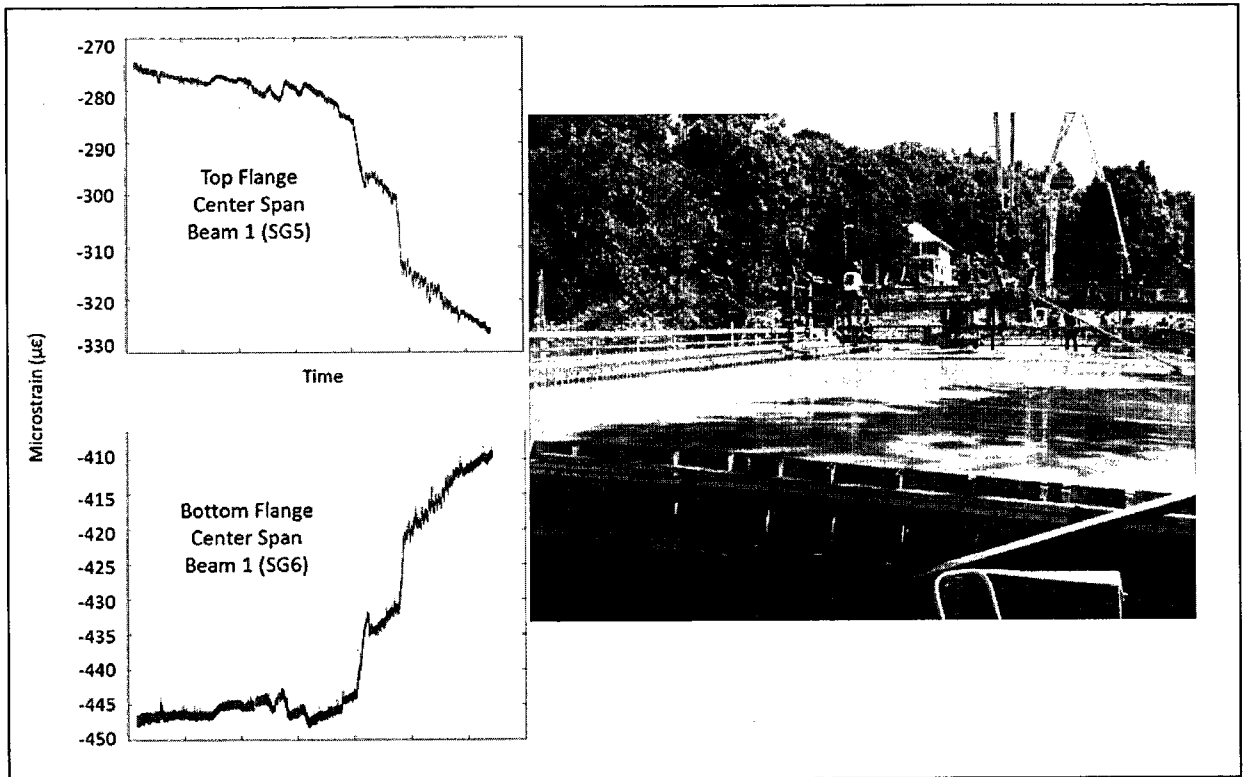 -270
-280
-290
-300
-310
-320
-330
Top Flange
Center Span
Beam 1 (SG5)
Time
Microstrain (µε)
-410
-415
-420
-425
-430
-435
-440
-445
-450
Bottom Flange
Center Span
Beam 1 (SG6)